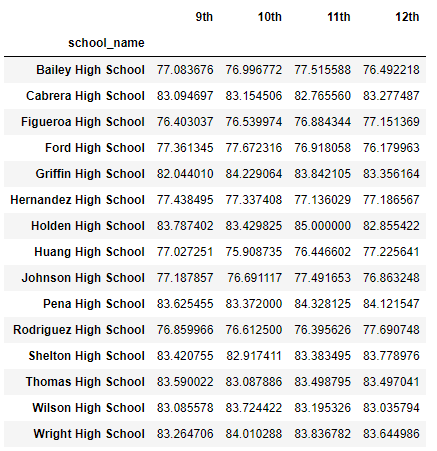 9th 10th 11th 12th
school_name
Bailey High School 77.083676 76.996772 77.515588 76.492218
Cabrera High School 83.094697 83.154506 82.765560 83.277487
Figueroa High School 76.403037 76.539974 76.884344 77.151369
Ford High School 77.361345 77.672316 76.918058 76.179963
Griffin High School 82.044010 84.229064 83.842105 83.356164
Hernandez High School 77.438495 77.337408 77.136029 77.186567
Holden High School 83.787402 83.429825 85.000000 82.855422
Huang High School 77.027251 75.908735 76.446602 77.225641
Johnson High School 77.187857 76.691117 77.491653 76.863248
Pena High School 83.625455 83.372000 84.328125 84.121547
Rodriguez High School 76.859966 76.612500 76.395626 77.690748
Shelton High School 83.420755 82.917411 83.383495 83.778976
Thomas High School 83.590022 83.087886 83.498795 83.497041
Wilson High School 83.085578 83.724422 83.195326 83.035794
Wright High School 83.264706 84.010288 83.836782 83.644986